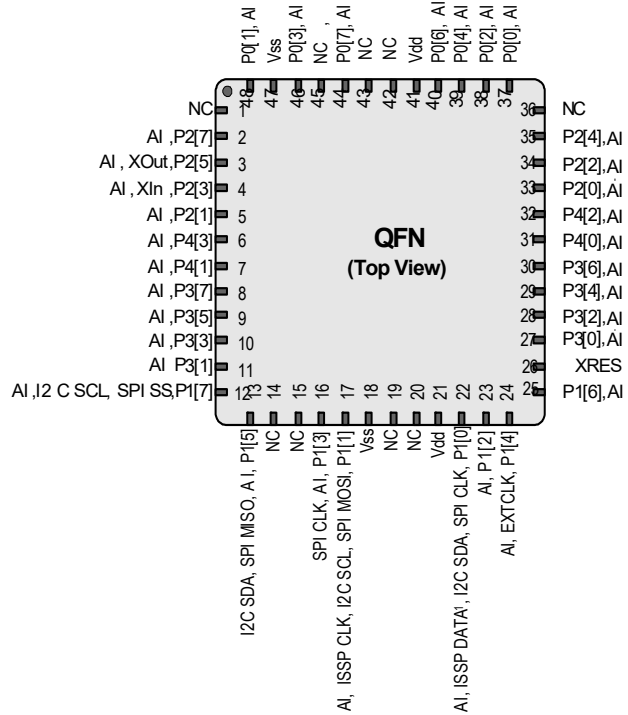 P0[1], AI
Vss
P0[3], AI
NC ,
P0[7], AI
NC
NC
Vdd
P0[6], AI
P0[4], AI
P0[2], AI
P0[0], AI
48
47
46
45
44
43
42
41
40
39
38
37
NC 1
AI ,P2[7] 2
AI , XOut,P2[5] 3
AI , XIn ,P2[3] 4
AI ,P2[1] 5
AI ,P4[3] 6
AI ,P4[1] 7
AI ,P3[7] 8
AI ,P3[5] 9
AI ,P3[3] 10
AI P3[1] 11
AI ,I2 C SCL, SPI SS,P1[7] 12
QFN
(Top View)
36 NC
35 P2[4],AI
34 P2[2],AI
33 P2[0],AI
32 P4[2],AI
31 P4[0],AI
30 P3[6],AI
29 P3[4],AI
28 P3[2],AI
27 P3[0],AI
26 XRES
25 P1[6],AI
13
14
15
16
17
18
19
20
21
22
23
24
I2C SDA, SPI MISO, A I, P1[5]
NC
NC
SPI CLK, A I, P1[3]
AI, ISSP CLK, I2C SCL, SPI MOSI, P1[1]
Vss
NC
NC
Vdd
AI, ISSP DATA¹, I2C SDA, SPI CLK, P1[0]
AI, P1[2]
AI, EXTCLK, P1[4]